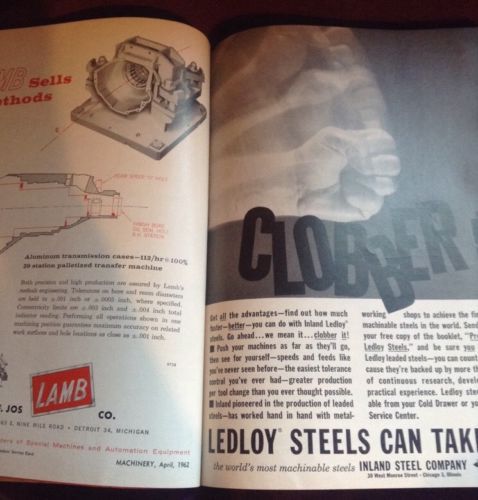 LAMB Sells
ethods
Aluminum transmission cases—112/hr @ 100%
29 station palletized transfer machine
Both precision and high production are assured by Lamb's
method engineering. Tolerances on bore and ream diameters
are held to ±.001 inch or ±.0005 inch, where specified.
Concentricity limits are .003 inch and .004 inch total
indicator reading. Performing all operations shown in one
machining position guarantees maximum accuracy on related
work surfaces and hole locations as close as ±.001 inch.
LAMB
F. JOS
CO.
E. NINE MILE ROAD • DETROIT 34, MICHIGAN
ders of Special Machines and Automation Equipment
MACHINERY, April, 1962
CLOBBER
Get all the advantages—find out how much
faster—better—you can do with Inland Ledloy®
steels. Go ahead...we mean it...clobber it!
Push your machines as far as they'll go,
then see for yourself—speeds and feeds like
you've never seen before—the easiest tolerance
control you've ever had—greater production
per tool change than you ever thought possible.
Inland pioneered in the production of leaded
steels—has worked hand in hand with metal-
working shops to achieve the fin
machinable steels in the world. Send
your free copy of the booklet, "Pro
Ledloy Steels," and be sure you
Ledloy leaded steels—you can count
cause they're backed up by more th
of continuous research, develo
practical experience. Ledloy stee
able from your Cold Drawer or Yo
Service Center.
LEDLOY® STEELS CAN TAKE
the world's most machinable steels INLAND STEEL COMPANY
30 West Monroe Street • Chicago 3, Illinois